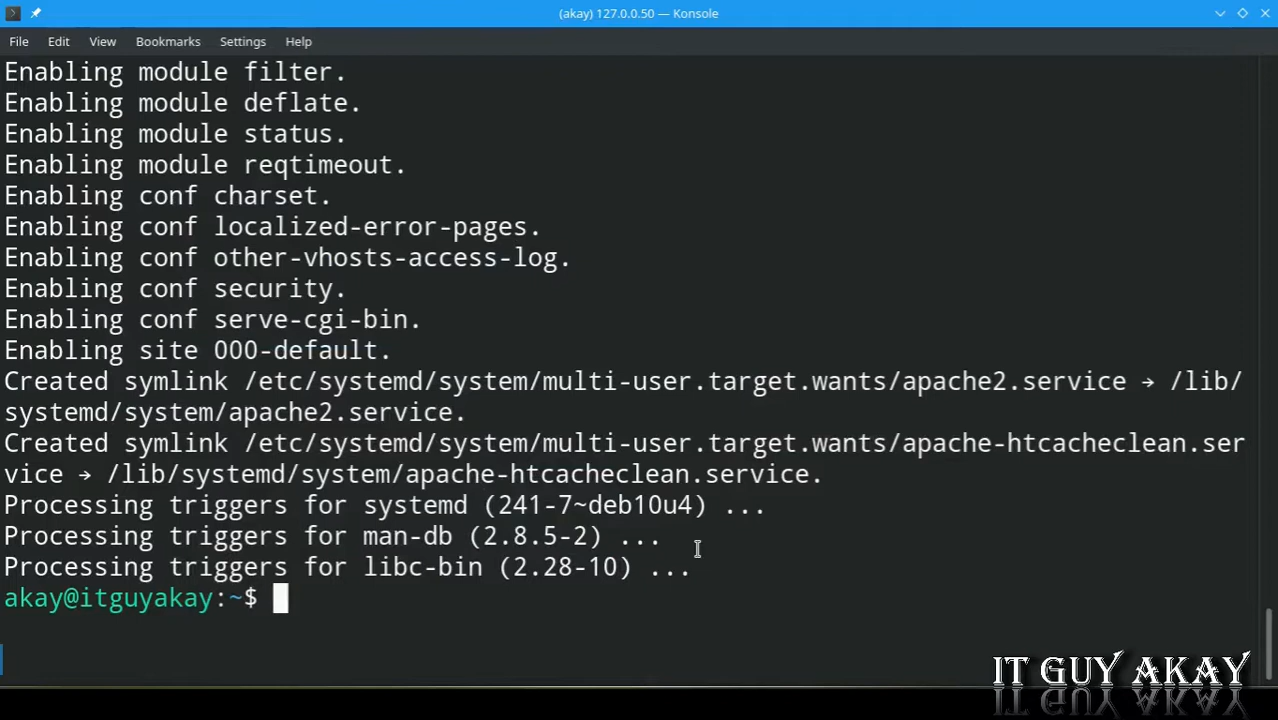 (akay) 127.0.0.50 — Konsole
File Edit View Bookmarks Settings Help
Enabling module filter.
Enabling module deflate.
Enabling module status.
Enabling module reqtimeout.
Enabling conf charset.
Enabling conf localized-error-pages.
Enabling conf other-vhosts-access-log.
Enabling conf security.
Enabling conf serve-cgi-bin.
Enabling site 000-default.
Created symlink /etc/systemd/system/multi-user.target.wants/apache2.service → /lib/
systemd/system/apache2.service.
Created symlink /etc/systemd/system/multi-user.target.wants/apache-htcacheclean.ser
vice → /lib/systemd/system/apache-htcacheclean.service.
Processing triggers for systemd (241-7~deb10u4) ...
Processing triggers for man-db (2.8.5-2) ...
Processing triggers for libc-bin (2.28-10) ...
akay@itguyakay:~$
IT GUY AKAY